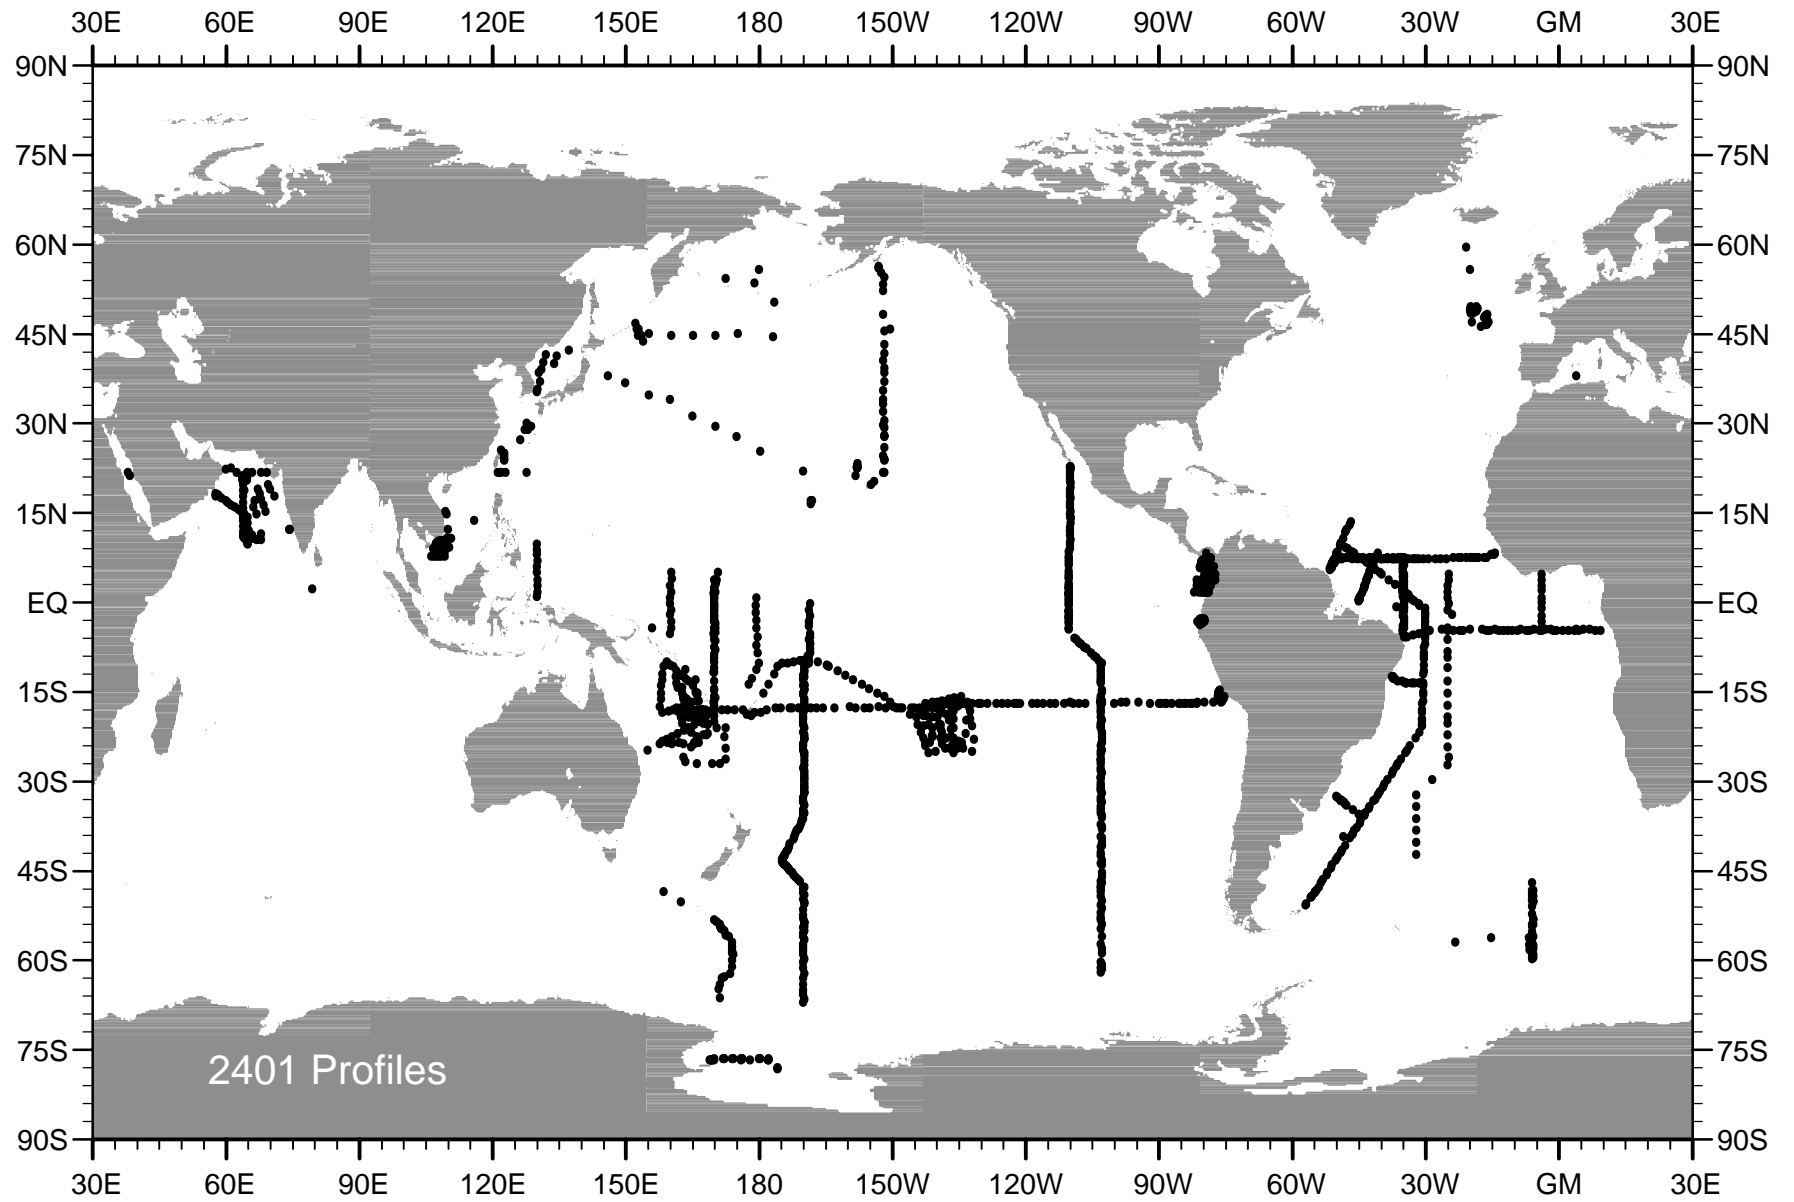 30E 60E 90E 120E 150E 180 150W 120W 90W 60W 30W GM 30E
90N 90N
75N 75N
60N 60N
45N 45N
30N 30N
15N 15N
EQ EQ
15S 15S
30S 30S
45S 45S
60S 60S
75S 75S
2401 Profiles
90S 90S
30E 60E 90E 120E 150E 180 150W 120W 90W 60W 30W GM 30E